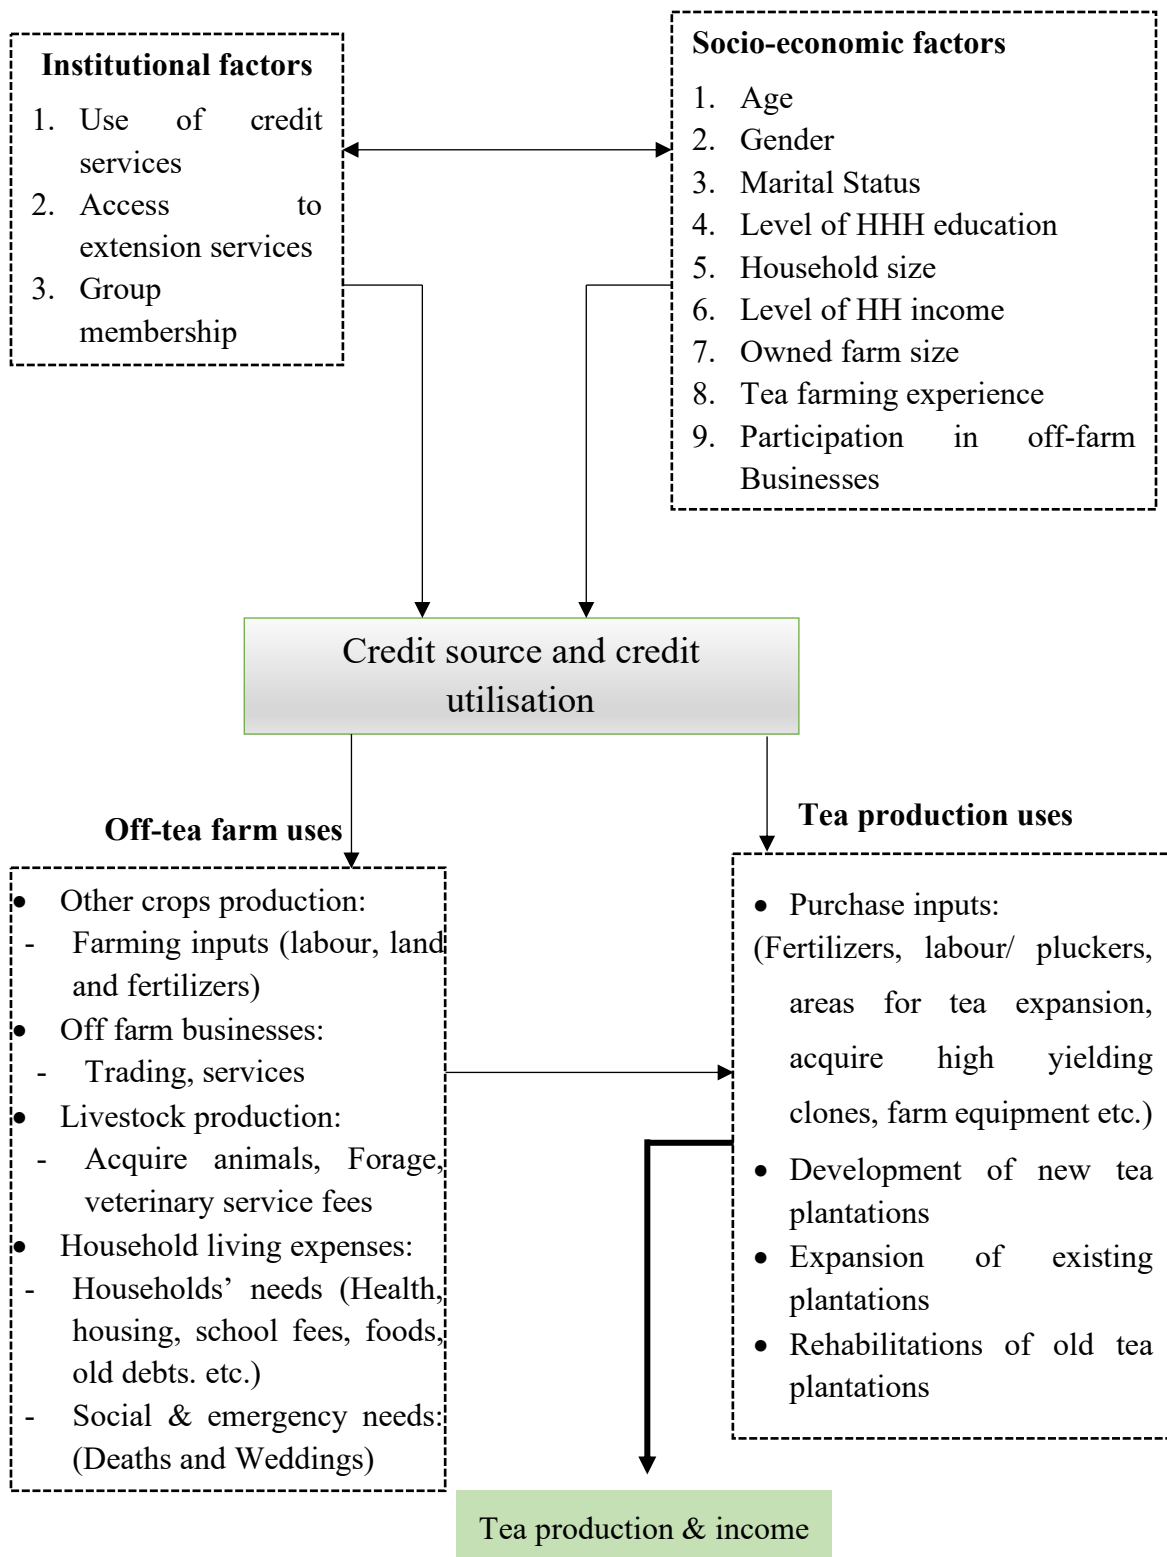 Institutional factors
1. Use of credit
services
2. Access to
extension services
3. Group
membership
Socio-economic factors
1. Age
2. Gender
3. Marital Status
4. Level of HHH education
5. Household size
6. Level of HH income
7. Owned farm size
8. Tea farming experience
9. Participation in off-farm
Businesses
Credit source and credit
utilisation
Off-tea farm uses
• Other crops production:
- Farming inputs (labour, land
and fertilizers)
• Off farm businesses:
- Trading, services
• Livestock production:
- Acquire animals, Forage,
veterinary service fees
• Household living expenses:
- Households’ needs (Health,
housing, school fees, foods,
old debts. etc.)
- Social & emergency needs:
(Deaths and Weddings)
Tea production uses
• Purchase inputs:
(Fertilizers, labour/ pluckers,
areas for tea expansion,
acquire high yielding
clones, farm equipment etc.)
• Development of new tea
plantations
• Expansion of existing
plantations
• Rehabilitations of old tea
plantations
Tea production & income